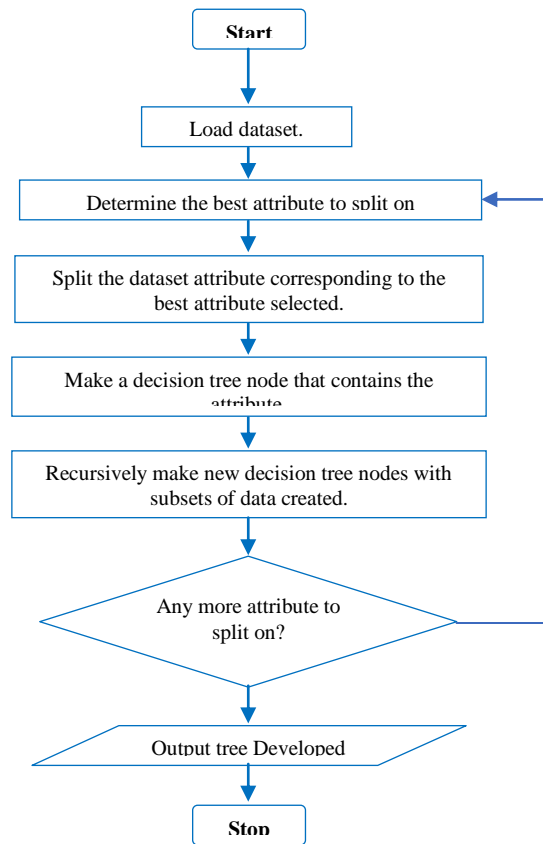 Start
Load dataset.
Determine the best attribute to split on
Split the dataset attribute corresponding to the
best attribute selected.
Make a decision tree node that contains the
attribute
Recursively make new decision tree nodes with
subsets of data created.
Any more attribute to
split on?
Output tree Developed
Stop